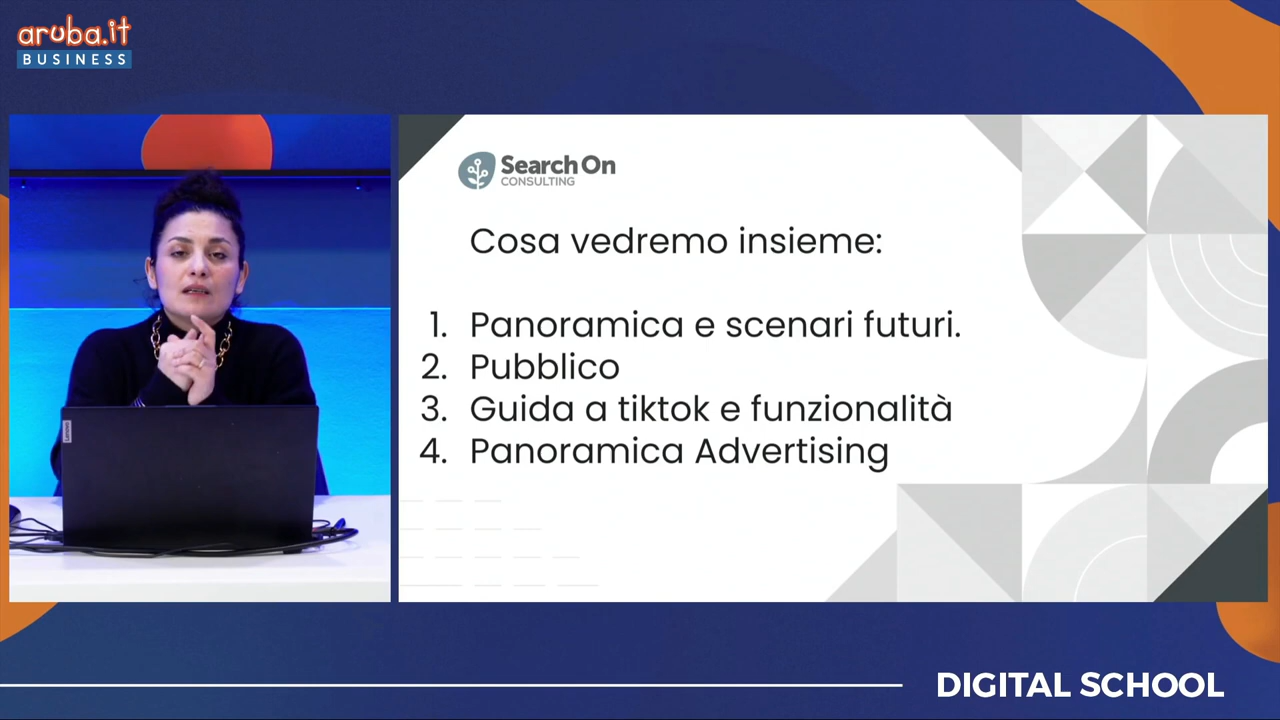 aruba.it
BUSINESS
Search On
CONSULTING
Cosa vedremo insieme:
1. Panoramica e scenari futuri.
2. Pubblico
3. Guida a tiktok e funzionalità
4. Panoramica Advertising
Lenovo
DIGITAL SCHOOL